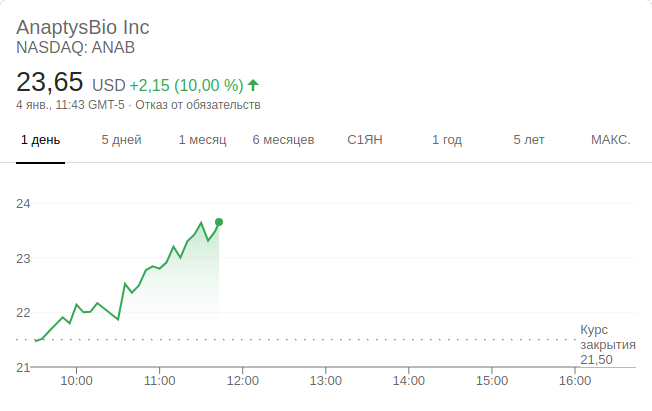 AnaptysBio Inc
NASDAQ: ANAB
23,65 USD +2,15 (10,00 %)
4 янв., 11:43 GMT-5 · Отказ от обязательств
1 день 5 дней 1 месяц 6 месяцев С1ЯН 1 год 5 лет МАКС.
24
23
22
21
Курс
закрытия
21,50
10:00 11:00 12:00 13:00 14:00 15:00 16:00